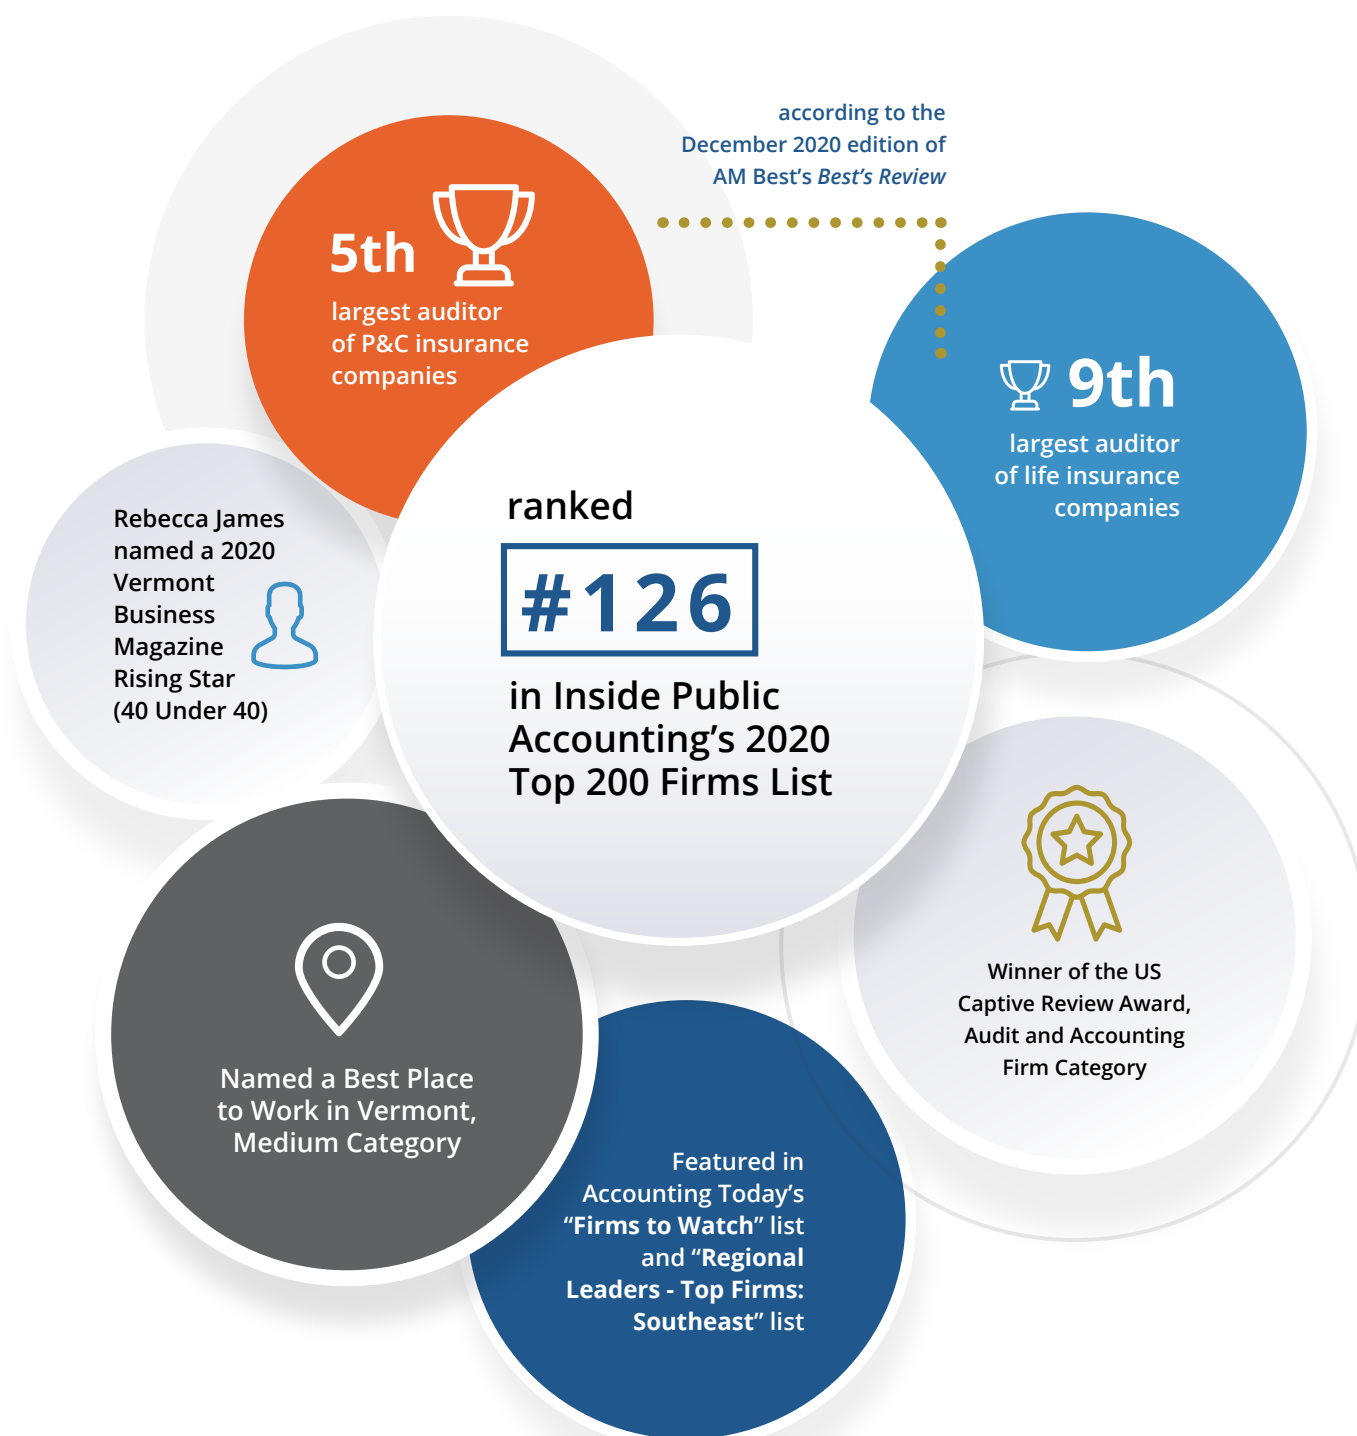 according to the
December 2020 edition of
AM Best’s Best’s Review
5th
largest auditor
of P&C insurance
companies
9th
largest auditor
of life insurance
companies
ranked
#126
in Inside Public
Accounting’s 2020
Top 200 Firms List
Rebecca James
named a 2020
Vermont
Business
Magazine
Rising Star
(40 Under 40)
Winner of the US
Captive Review Award,
Audit and Accounting
Firm Category
Named a Best Place
to Work in Vermont,
Medium Category
Featured in
Accounting Today’s
“Firms to Watch” list
and “Regional
Leaders - Top Firms:
Southeast” list